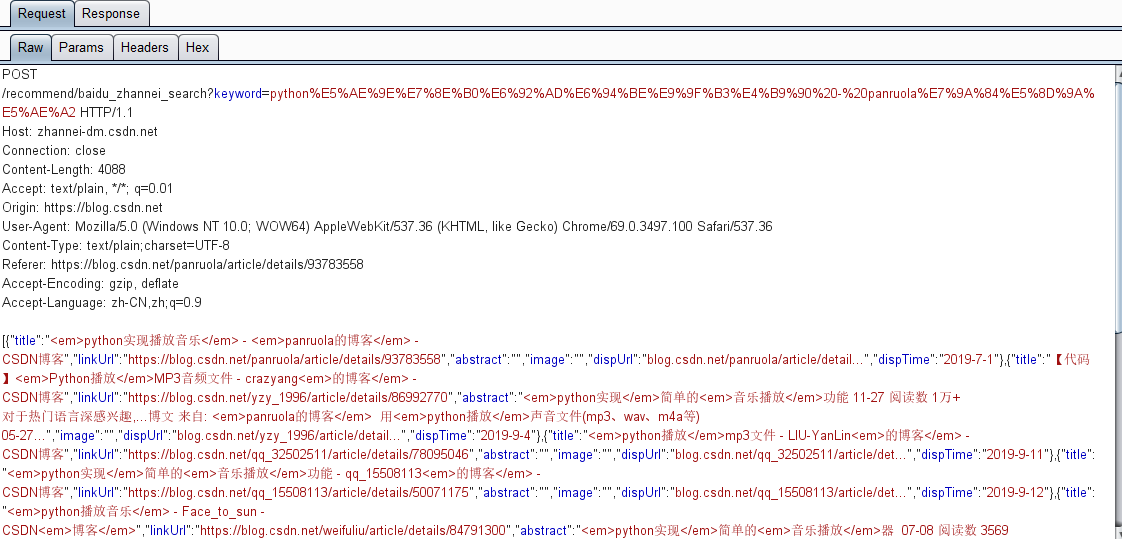 Request Response
Raw Params Headers Hex
POST
/recommend/baidu_zhannei_search?keyword=python%E5%AE%9E%E7%8E%B0%E6%92%AD%E6%94%BE%E9%9F%B3%E4%B9%90%20-%20panruola%E7%9A%84%E5%8D%9A%
E5%AE%A2 HTTP/1.1
Host: zhannei-dm.csdn.net
Connection: close
Content-Length: 4088
Accept: text/plain, */*; q=0.01
Origin: https://blog.csdn.net
User-Agent: Mozilla/5.0 (Windows NT 10.0; WOW64) AppleWebKit/537.36 (KHTML, like Gecko) Chrome/69.0.3497.100 Safari/537.36
Content-Type: text/plain;charset=UTF-8
Referer: https://blog.csdn.net/panruola/article/details/93783558
Accept-Encoding: gzip, deflate
Accept-Language: zh-CN,zh;q=0.9
[{"title":"<em>python实现播放音乐</em> - <em>panruola的博客</em> -
CSDN博客","linkUrl":"https://blog.csdn.net/panruola/article/details/93783558","abstract":"","image":"","dispUrl":"blog.csdn.net/panruola/article/detail...","dispTime":"2019-7-1"},{"title":"【代码
】<em>Python播放</em>MP3音频文件 - crazyang<em>的博客</em> -
CSDN博客","linkUrl":"https://blog.csdn.net/yzy_1996/article/details/86992770","abstract":"<em>python实现</em>简单的<em>音乐播放</em>功能 11-27 阅读数 1万+
对于热门语言深感兴趣,...博文 来自: <em>panruola的博客</em> 用<em>python播放</em>声音文件(mp3、wav、m4a等)
05-27...","image":"","dispUrl":"blog.csdn.net/yzy_1996/article/detail...","dispTime":"2019-9-4"},{"title":"<em>python播放</em>mp3文件 - LIU-YanLin<em>的博客</em> -
CSDN博客","linkUrl":"https://blog.csdn.net/qq_32502511/article/details/78095046","abstract":"","image":"","dispUrl":"blog.csdn.net/qq_32502511/article/det...","dispTime":"2019-9-11"},{"title":
"<em>python实现</em>简单的<em>音乐播放</em>功能 - qq_15508113<em>的博客</em> -
CSDN博客","linkUrl":"https://blog.csdn.net/qq_15508113/article/details/50071175","abstract":"","image":"","dispUrl":"blog.csdn.net/qq_15508113/article/det...","dispTime":"2019-9-12"},{"title":
"<em>python播放音乐</em> - Face_to_sun -
CSDN<em>博客</em>","linkUrl":"https://blog.csdn.net/weifuliu/article/details/84791300","abstract":"<em>python实现</em>简单的<em>音乐播放</em>器 07-08 阅读数 3569